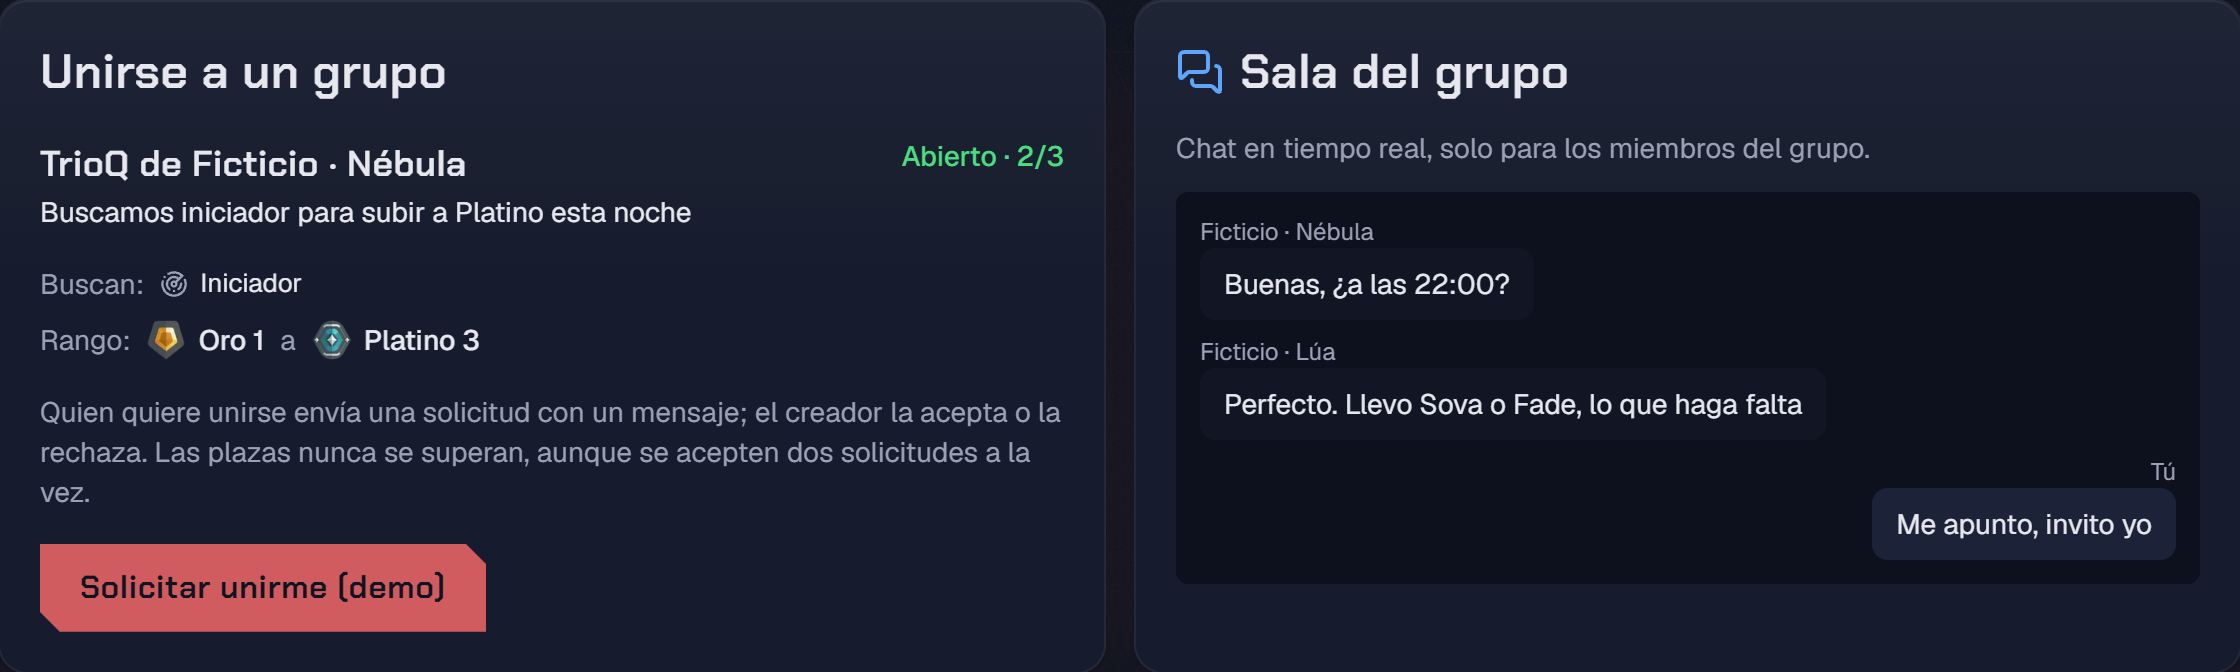 Unirse a un grupo
TrioQ de Ficticio · Nébula
Abierto · 2/3
Buscamos iniciador para subir a Platino esta noche
Buscan: Iniciador
Rango: Oro 1 a Platino 3
Quien quiere unirse envía una solicitud con un mensaje; el creador la acepta o la
rechaza. Las plazas nunca se superan, aunque se acepten dos solicitudes a la
vez.
Solicitar unirme (demo)
Sala del grupo
Chat en tiempo real, solo para los miembros del grupo.
Ficticio · Nébula
Buenas, ¿a las 22:00?
Ficticio · Lúa
Perfecto. Llevo Sova o Fade, lo que haga falta
Tú
Me apunto, invito yo